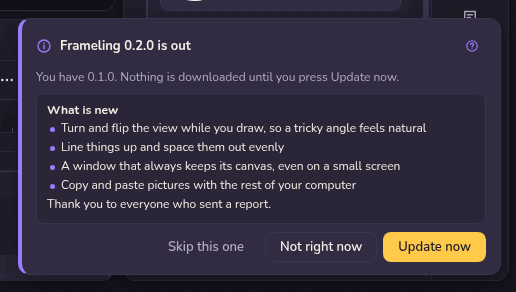 Frameling 0.2.0 is out
You have 0.1.0. Nothing is downloaded until you press Update now.
What is new
Turn and flip the view while you draw, so a tricky angle feels natural
Line things up and space them out evenly
A window that always keeps its canvas, even on a small screen
Copy and paste pictures with the rest of your computer
Thank you to everyone who sent a report.
Skip this one
Not right now
Update now